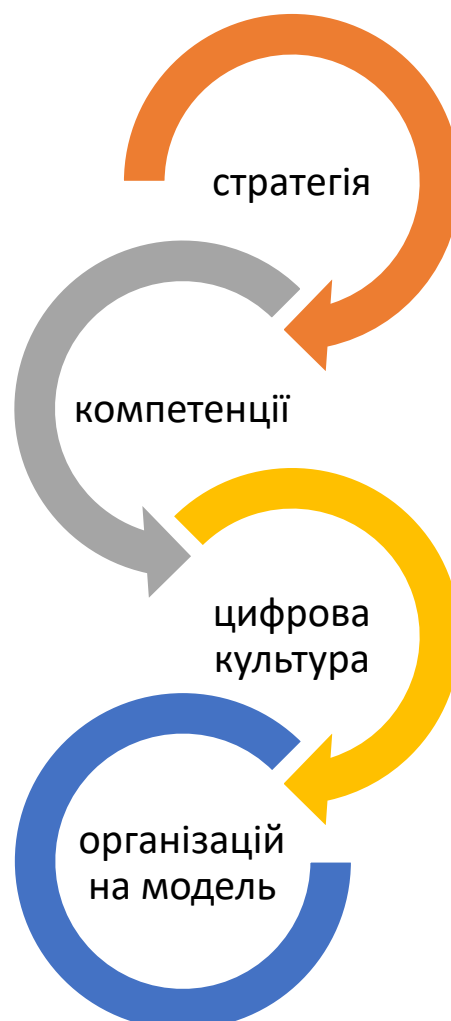 стратегія
компетенції
цифрова
культура
організацій
на модель